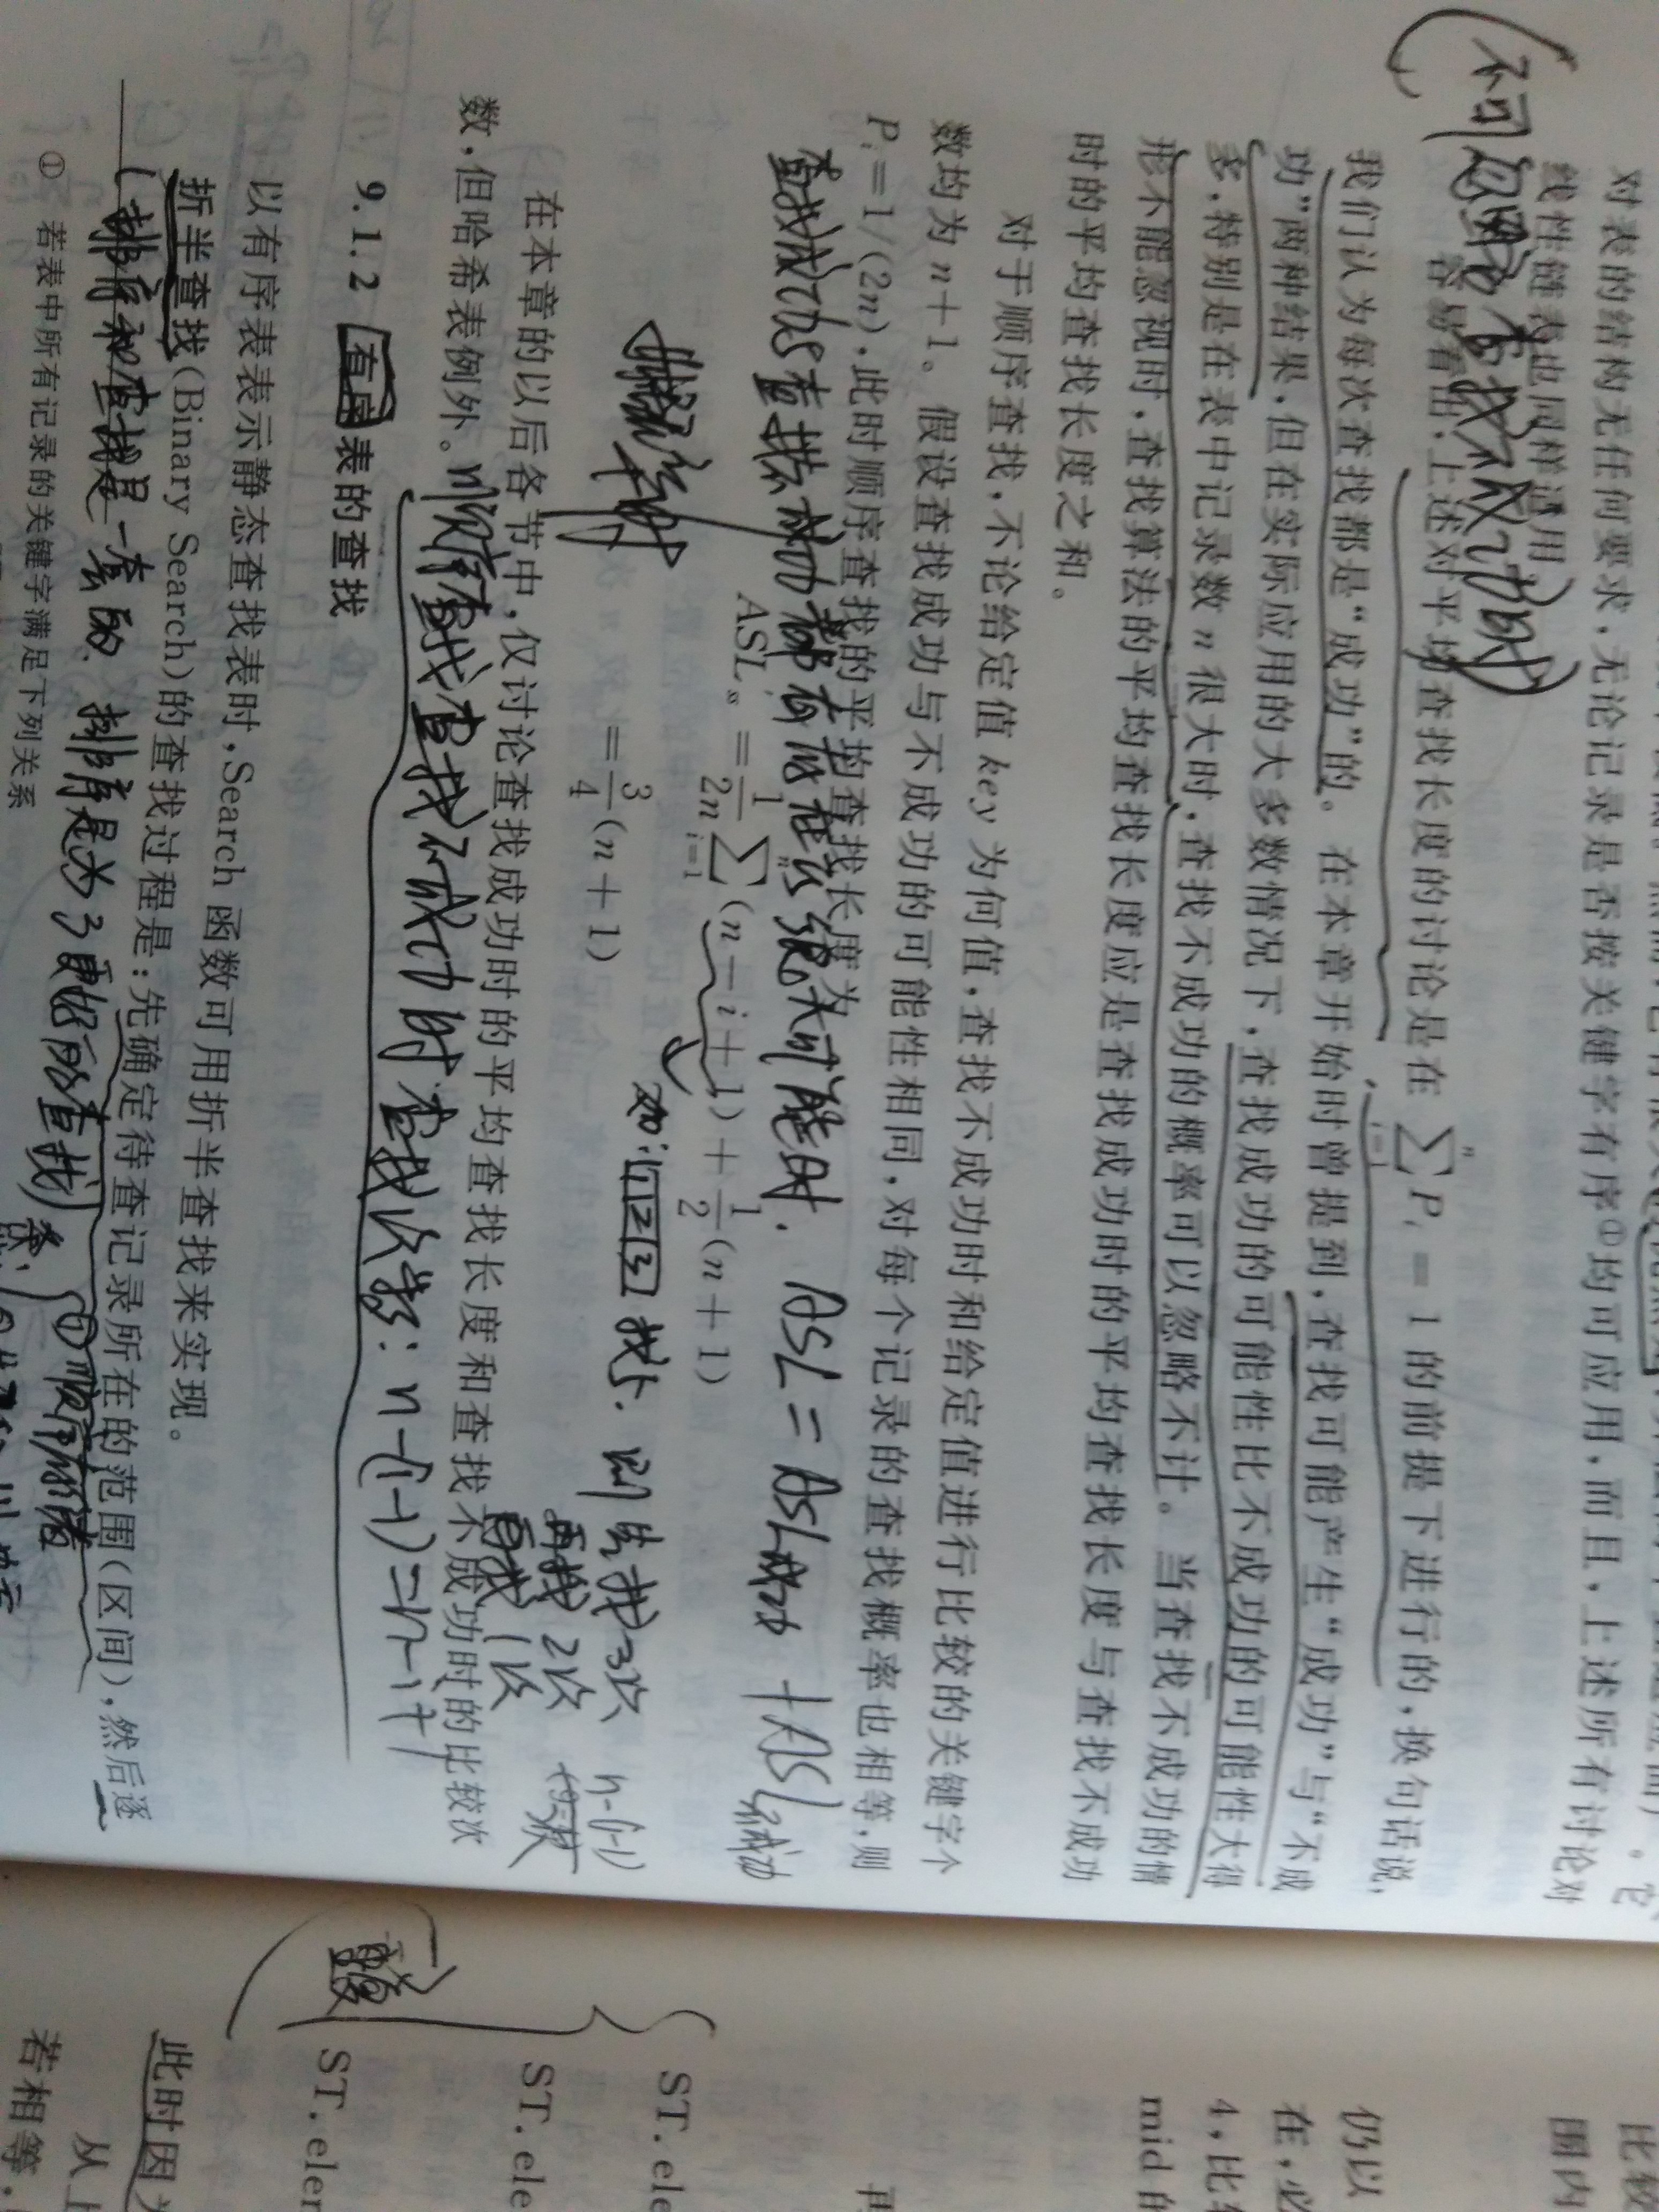 对表的结构无任何要求,无论记录是否按关键字有序①均可应用,而且,上述所有讨论对
线性链表也同样适用。
(不可忽略查找不成功时)
容易看出,上述对平均查找长度的讨论是在 \sum_{i=1}^{n} P_i = 1 的前提下进行的,换句话说,
我们认为每次查找都是“成功”的。在本章开始时曾提到,查找可能产生“成功”与“不成
功”两种结果,但在实际应用的大多数情况下,查找成功的可能性比不成功的可能性大得
多,特别是在表中记录数 n 很大时,查找不成功的概率可以忽略不计。当查找不成功的情
形不能忽视时,查找算法的平均查找长度应是查找成功时的平均查找长度与查找不成功
时的平均查找长度之和。
对于顺序查找,不论给定值 key 为何值,查找不成功时和给定值进行比较的关键字个
数均为 n+1。假设查找成功与不成功的可能性相同,对每个记录的查找概率也相等,则
P_i=1/(2n),此时顺序查找的平均查找长度为
查找成功与查找不成功都有可能时. ASL = ASL成功 + ASL不成功
ASL_ss = \frac{1}{2n} \sum_{i=1}^{n} (n-i+1) + \frac{1}{2}(n+1)
如: 1 2 3 找5. 则 先找 3次 n-(i-1)
= \frac{3}{4}(n+1)
再找 2次
再找 1次
在本章的以后各节中,仅讨论查找成功时的平均查找长度和查找不成功时的比较次
数,但哈希表例外。
顺序查找查找不成功时查找次数: n-(i-1)=n-i+1
9.1.2 有序表的查找
以有序表表示静态查找表时,Search 函数可用折半查找来实现。
折半查找(Binary Search)的查找过程是:先确定待查记录所在的范围(区间),然后逐
(排序和查找是一套的. 排序是为了更好的查找)
① 顺序存储
① 若表中所有记录的关键字满足下列关系
比较
围内
仍以
在,必
4,比较
mid 的
再
ST. ele
ST. ele
重复
ST. elem
此时因为
从上
若相等,